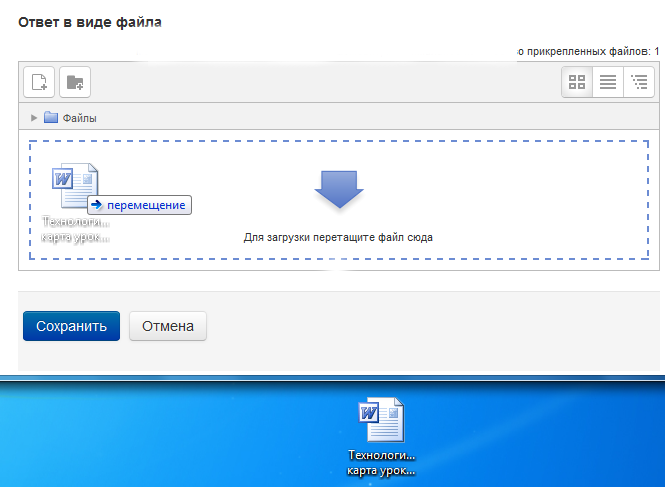 Ответ в виде файла
о прикрепленных файлов: 1
Файлы
перемещение
Технологи...
карта урок...
Для загрузки перетащите файл сюда
Сохранить
Отмена
Технологи...
карта урок...